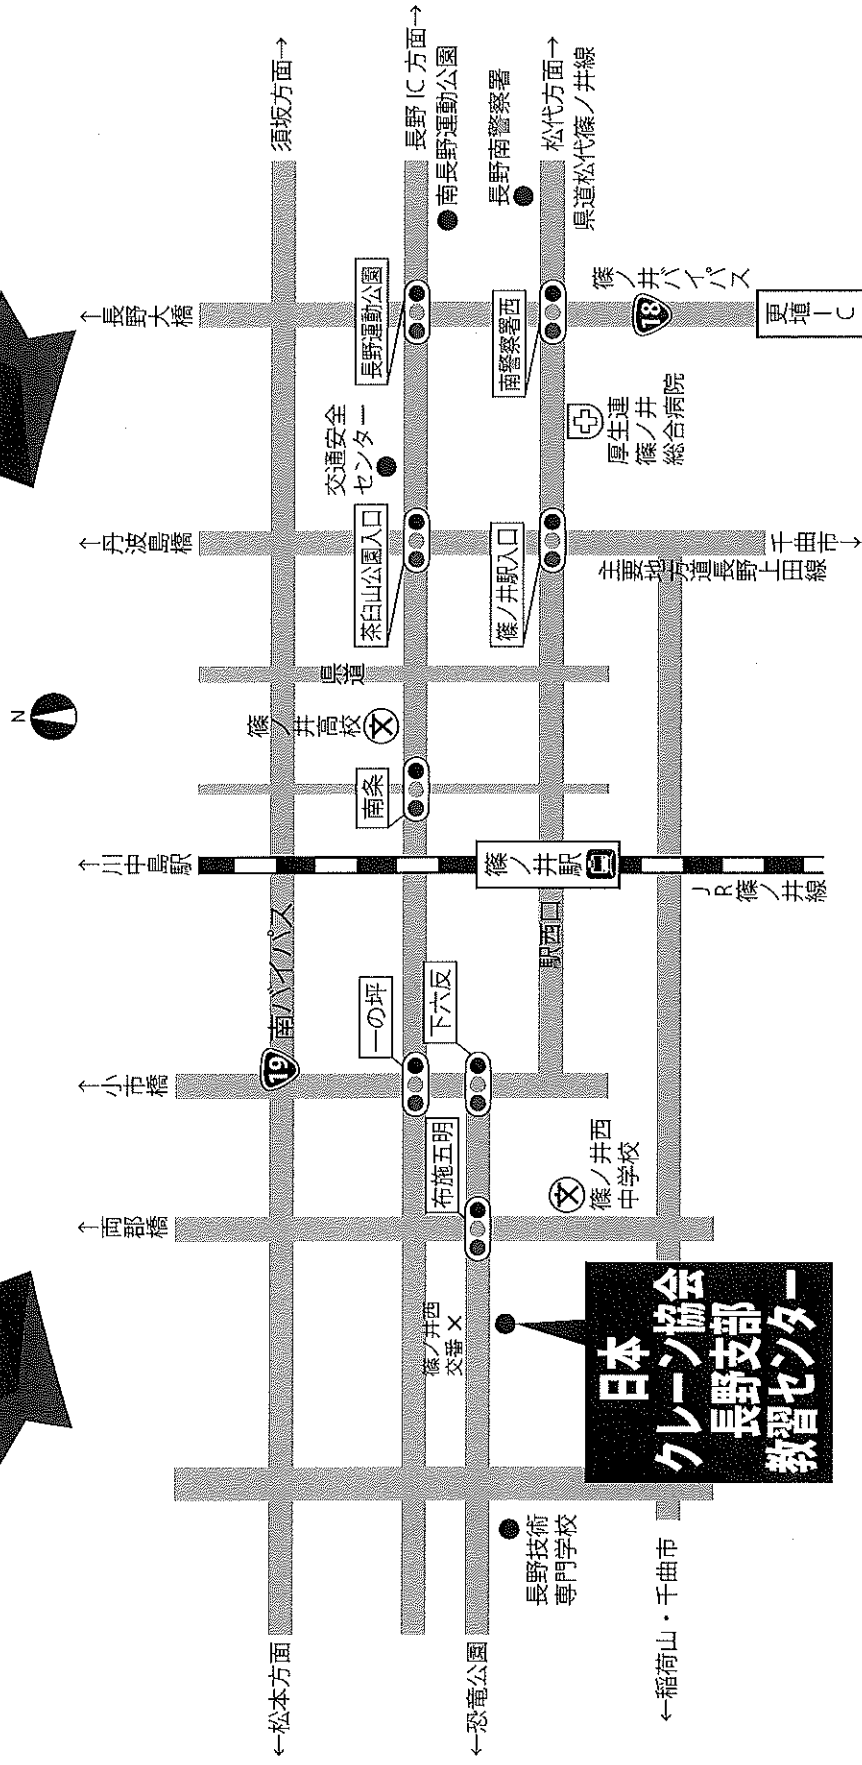 N
←松本方面
19
南バイパス
須坂方面→
↑両郡橋
↑小市橋
↑川中島駅
↑丹波島橋
↑長野大橋
県道
篠ノ井高校
文
交通安全
センター
一の坪
南条
茶臼山公園入口
長野運動公園
長野IC方面→
南長野運動公園
←恐竜公園
篠ノ井西
交番
×
布施五明
下六反
長野技術
専門学校
篠ノ井西
中学校
文
駅西口
篠ノ井駅
篠ノ井駅入口
南警察署西
長野南警察署
松代方面→
県道松代篠ノ井線
厚生連
篠ノ井
総合病院
18
篠ノ井バイパス
更埴IC
日本
クレーン協会
長野支部
教習センター
←稲荷山・千曲市
JR篠ノ井線
主要地方道長野上田線
千曲市→